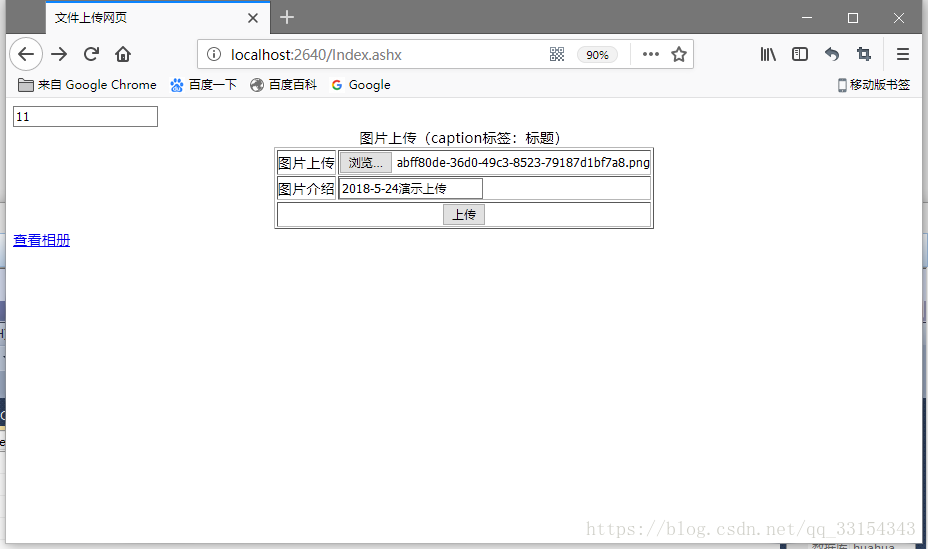 文件上传网页
localhost:2640/Index.ashx
90%
来自 Google Chrome
百度一下
百度百科
Google
移动版书签
11
图片上传（caption标签：标题）
图片上传
浏览...
abff80de-36d0-49c3-8523-79187d1bf7a8.png
图片介绍
2018-5-24演示上传
上传
查看相册
https://blog.csdn.net/qq_33154343